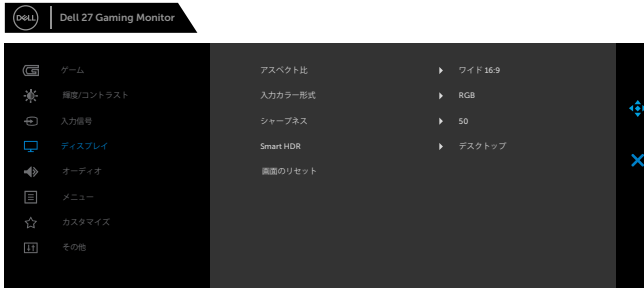 DELL
Dell 27 Gaming Monitor
ゲーム
輝度/コントラスト
入力信号
ディスプレイ
オーディオ
メニュー
カスタマイズ
その他
アスペクト比 ワイド 16:9
入力カラー形式 RGB
シャープネス 50
Smart HDR デスクトップ
画面のリセット